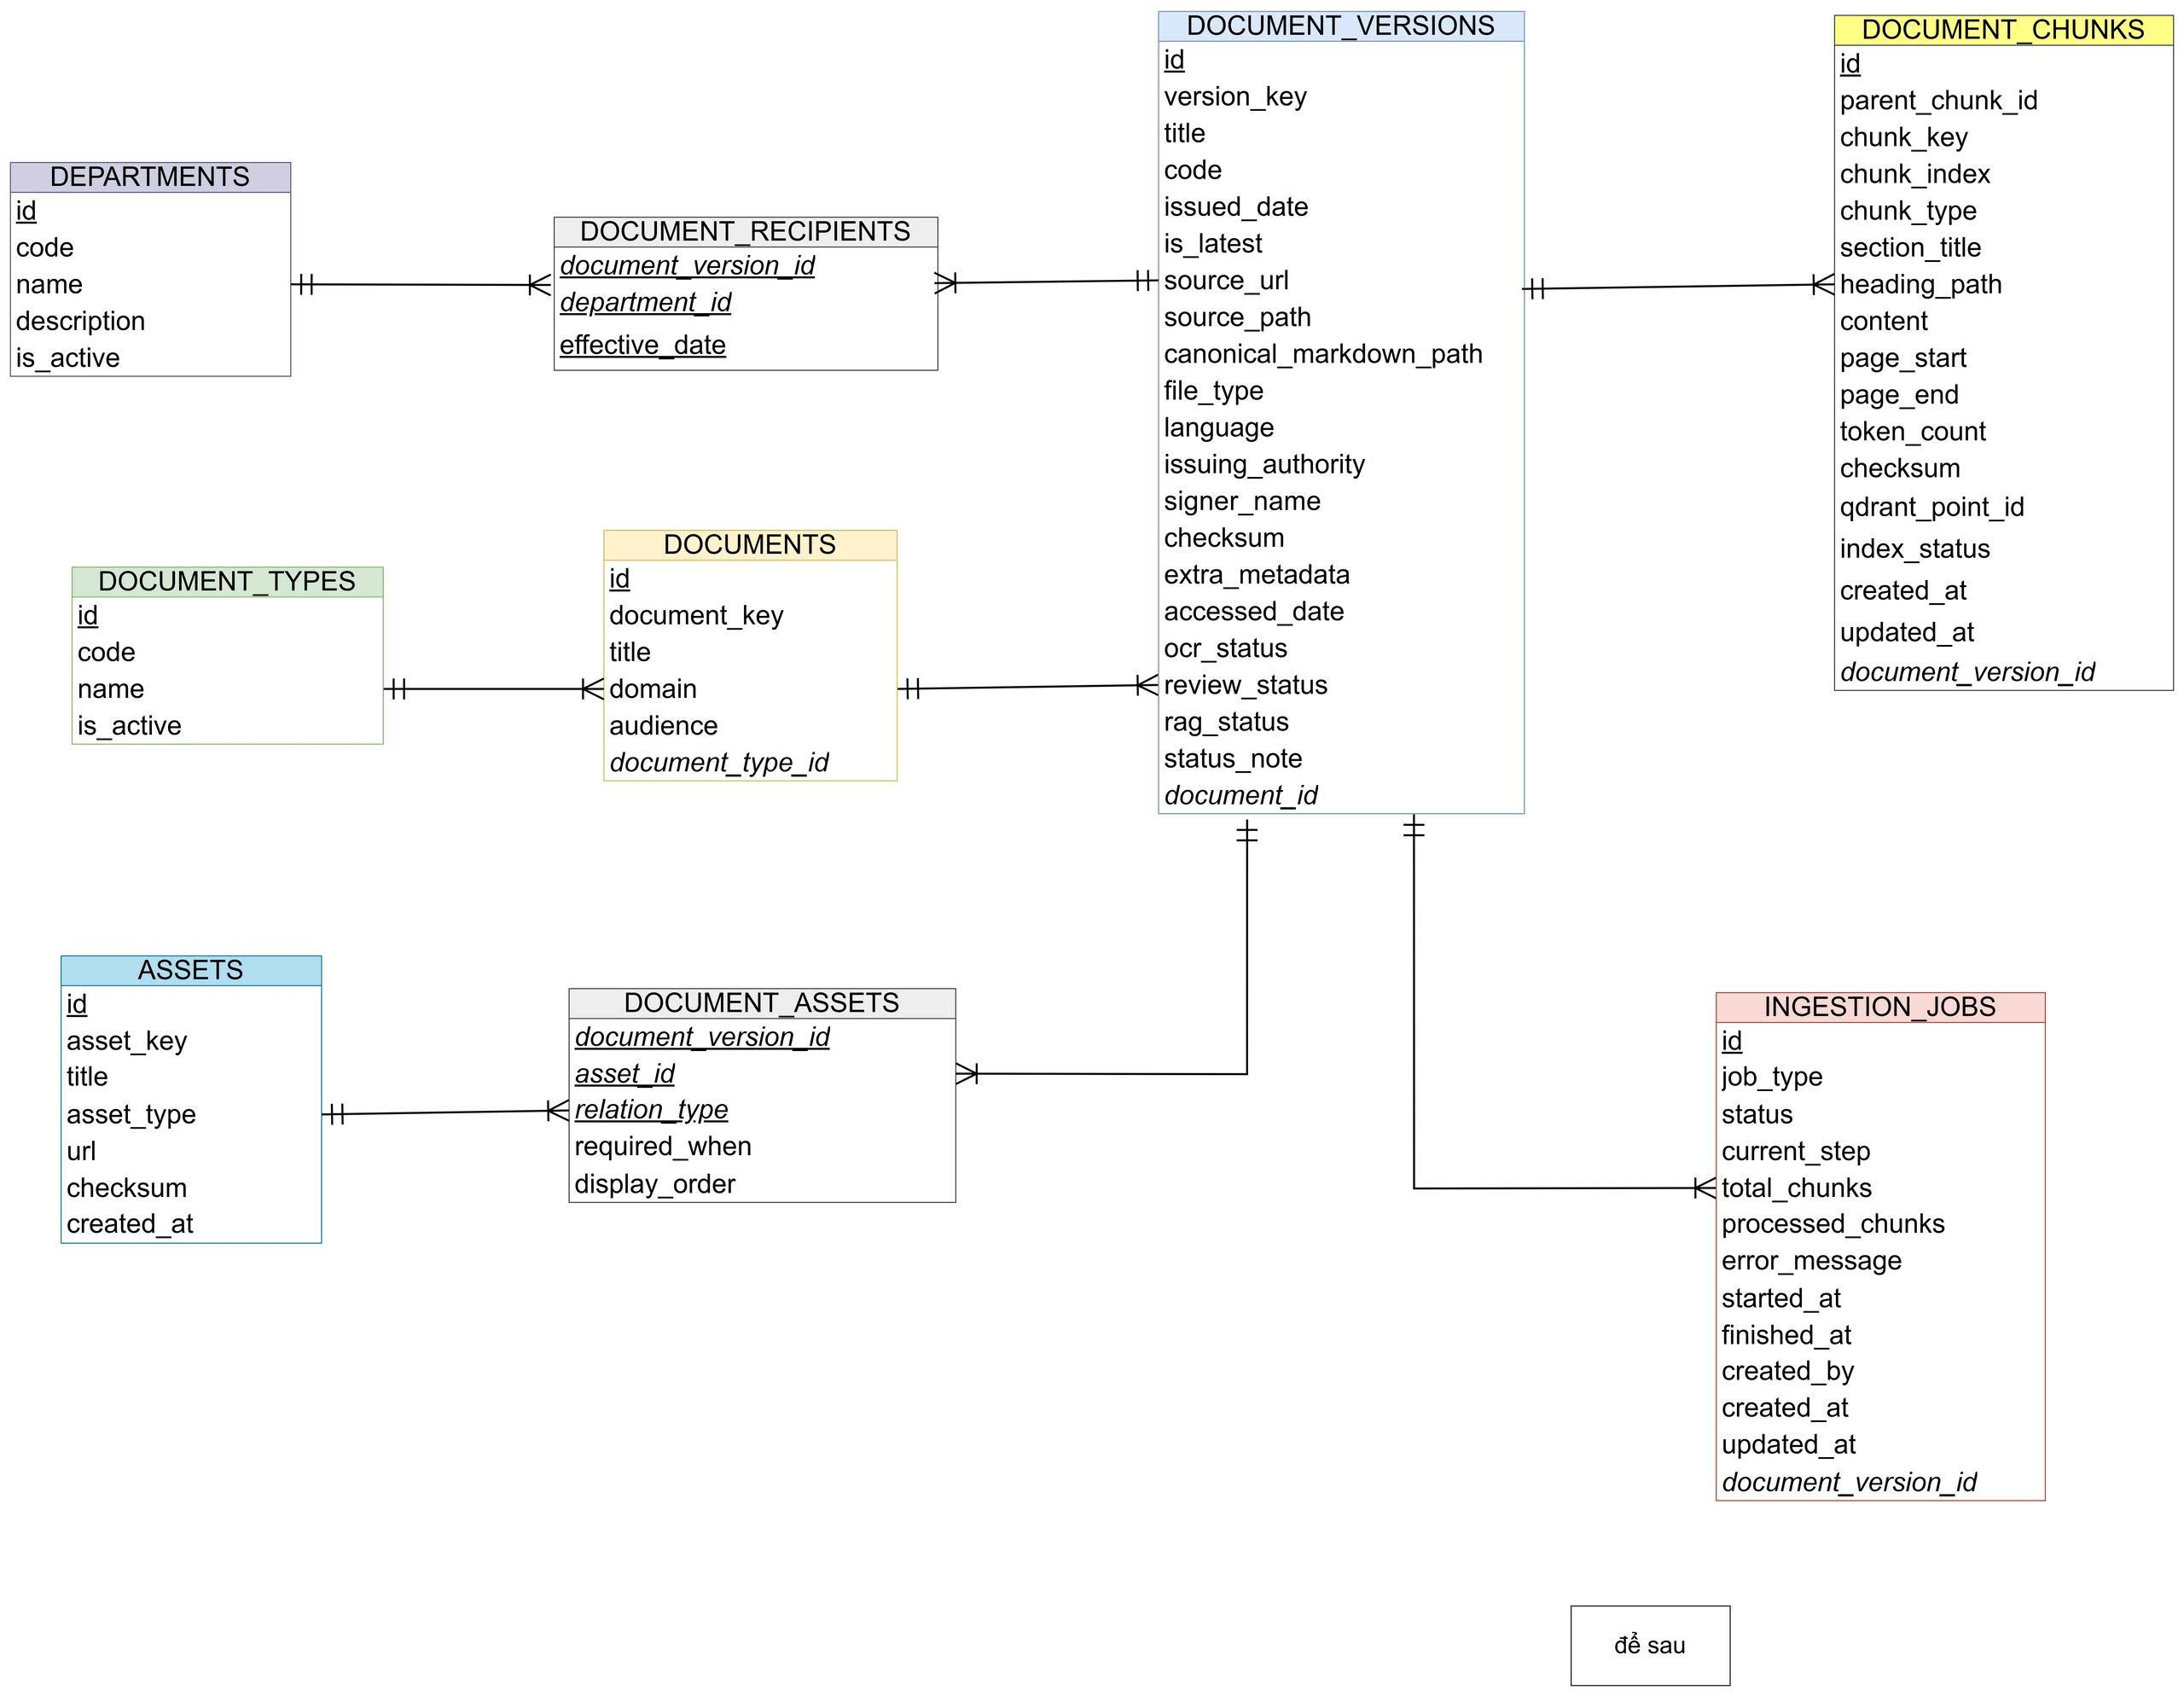 DEPARTMENTS
id
code
name
description
is_active
DOCUMENT_RECIPIENTS
document_version_id
department_id
effective_date
DOCUMENT_VERSIONS
id
version_key
title
code
issued_date
is_latest
source_url
source_path
canonical_markdown_path
file_type
language
issuing_authority
signer_name
checksum
extra_metadata
accessed_date
ocr_status
review_status
rag_status
status_note
document_id
DOCUMENT_CHUNKS
id
parent_chunk_id
chunk_key
chunk_index
chunk_type
section_title
heading_path
content
page_start
page_end
token_count
checksum
qdrant_point_id
index_status
created_at
updated_at
document_version_id
DOCUMENT_TYPES
id
code
name
is_active
DOCUMENTS
id
document_key
title
domain
audience
document_type_id
ASSETS
id
asset_key
title
asset_type
url
checksum
created_at
DOCUMENT_ASSETS
document_version_id
asset_id
relation_type
required_when
display_order
INGESTION_JOBS
id
job_type
status
current_step
total_chunks
processed_chunks
error_message
started_at
finished_at
created_by
created_at
updated_at
document_version_id
để sau